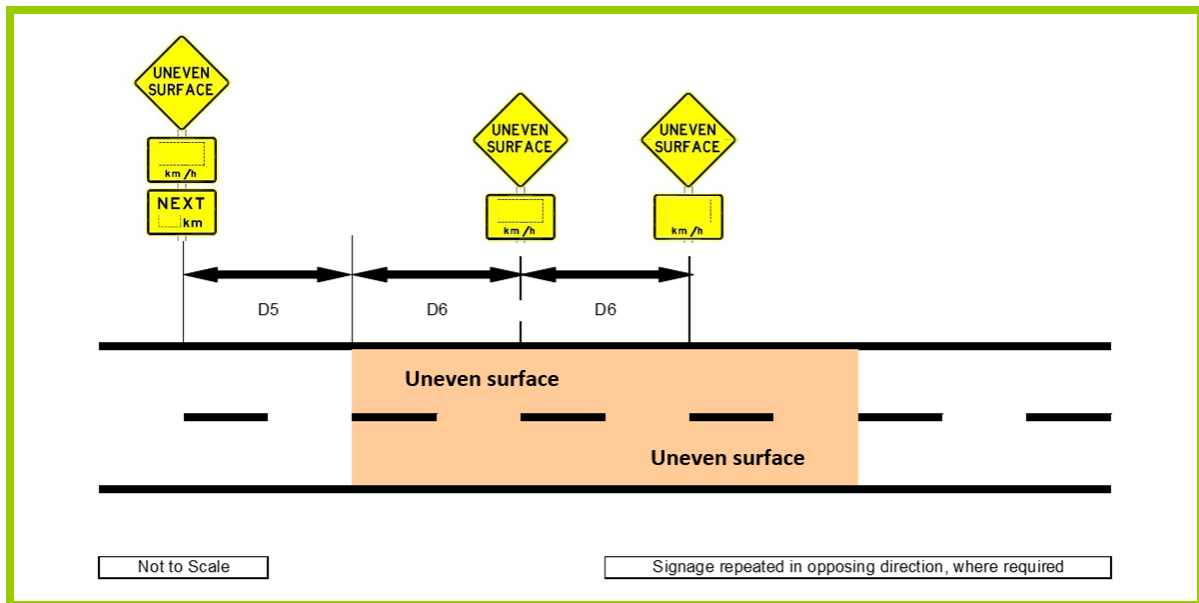 UNEVEN
SURFACE
km/h
NEXT
km
UNEVEN
SURFACE
km/h
UNEVEN
SURFACE
km/h
D5
D6
D6
Uneven surface
Uneven surface
Not to Scale
Signage repeated in opposing direction, where required